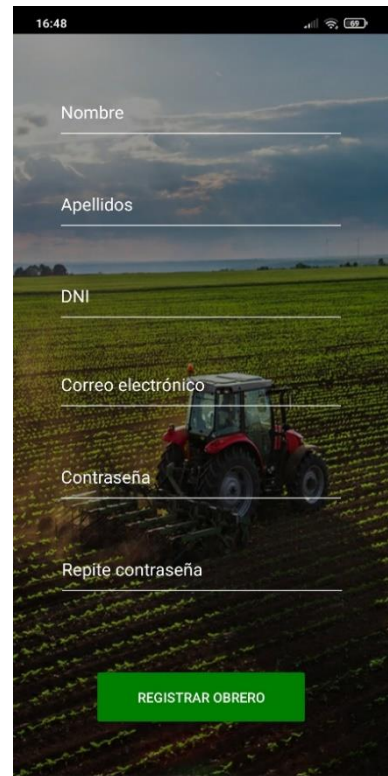 16:48
69
Nombre
Apellidos
DNI
Correo electrónico
Contraseña
Repite contraseña
REGISTRAR OBRERO